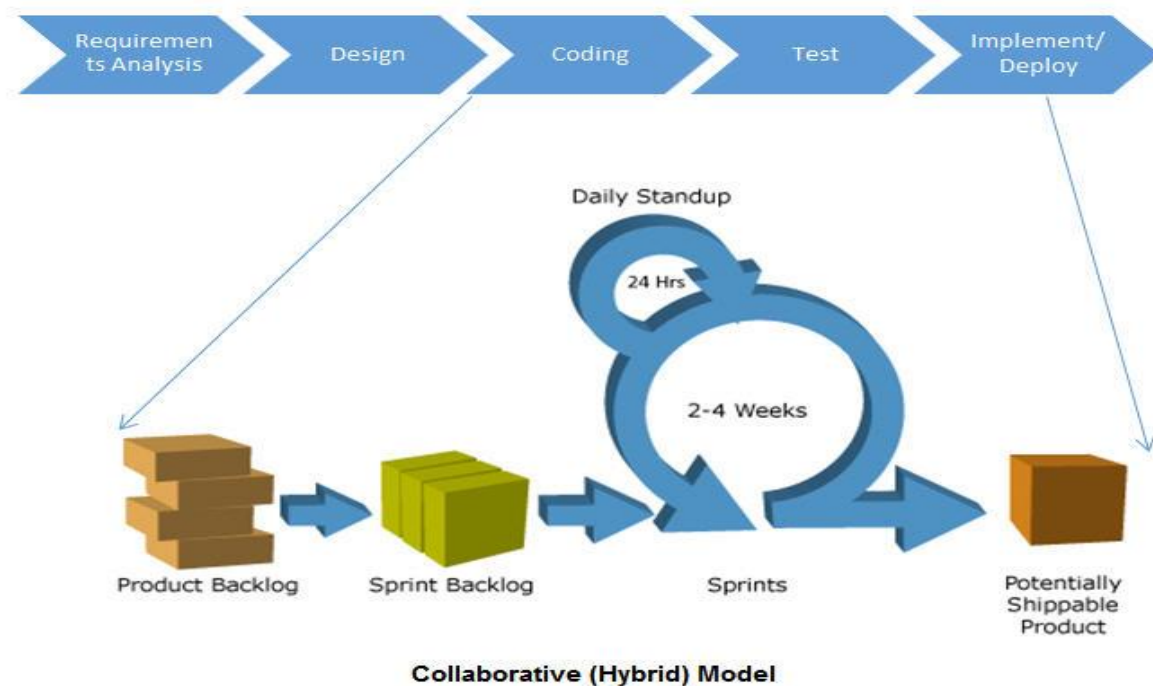 Requiremen
ts Analysis
Design
Coding
Test
Implement/
Deploy
Daily Standup
24 Hrs
2-4 Weeks
Product Backlog
Sprint Backlog
Sprints
Potentially
Shippable
Product
Collaborative (Hybrid) Model